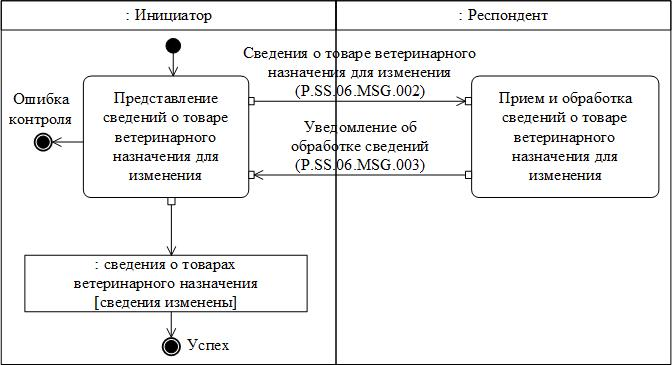 : Инициатор
: Респондент
Сведения о товаре ветеринарного
назначения для изменения
(P.SS.06.MSG.002)
Ошибка
контроля
Представление
сведений о товаре
ветеринарного
назначения для
изменения
Прием и обработка
сведений о товаре
ветеринарного
назначения для
изменения
Уведомление об
обработке сведений
(P.SS.06.MSG.003)
: сведения о товарах
ветеринарного назначения
[сведения изменены]
Успех